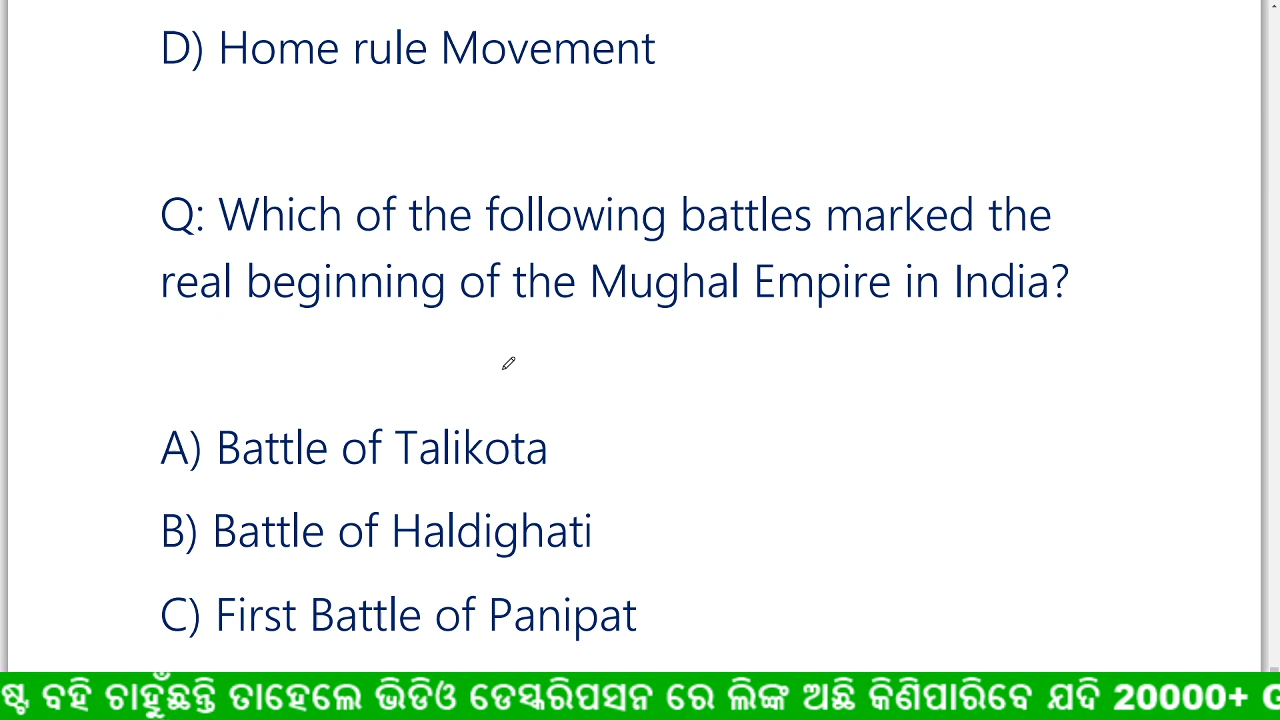 D) Home rule Movement
Q: Which of the following battles marked the
real beginning of the Mughal Empire in India?
A) Battle of Talikota
B) Battle of Haldighati
C) First Battle of Panipat
ଷ୍ଟ ବହି ଚାହୁଁଛନ୍ତି ତାହେଲେ ଭିଡିଓ ଡେସ୍କରିପସନ ରେ ଲିଙ୍କ ଅଛି କିଣିପାରିବେ ଯଦି 20000+ G